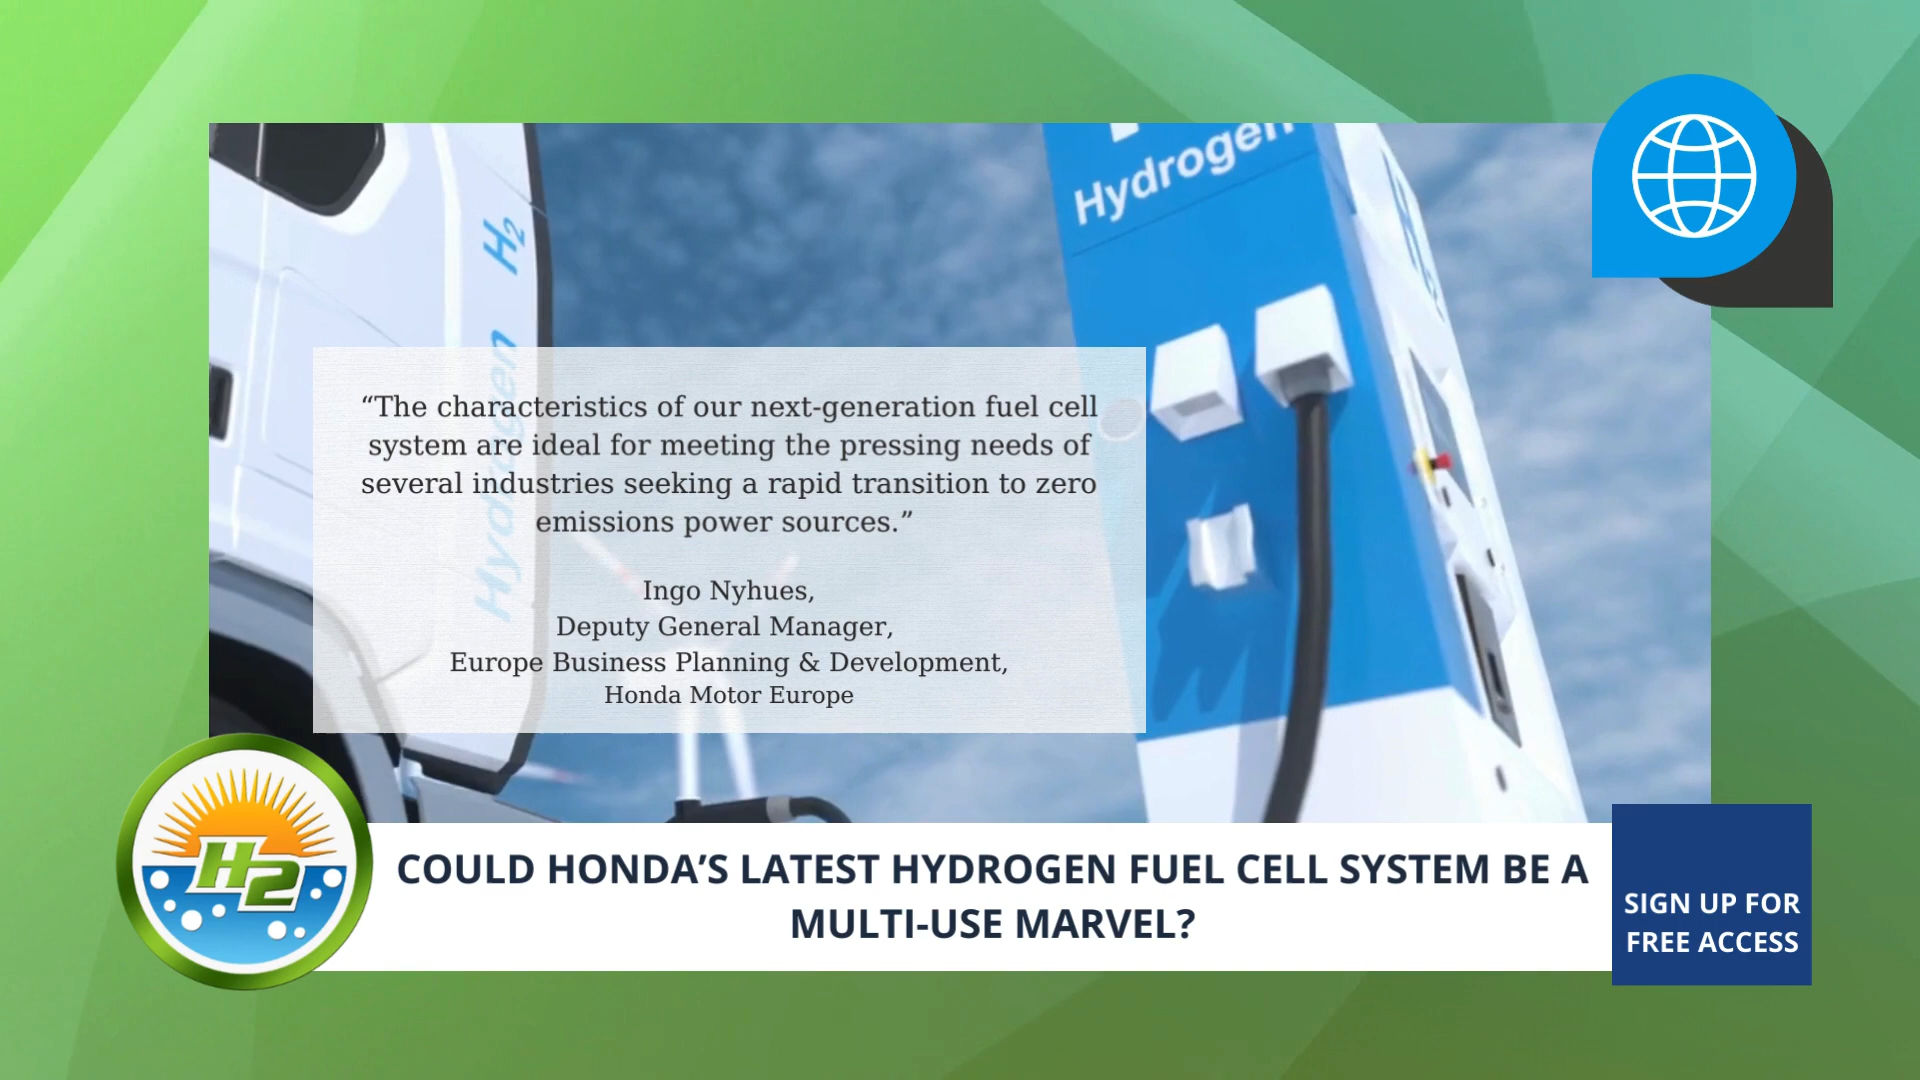 Hydrogen
H2
Hydrogen
“The characteristics of our next-generation fuel cell
system are ideal for meeting the pressing needs of
several industries seeking a rapid transition to zero
emissions power sources.”
Ingo Nyhues,
Deputy General Manager,
Europe Business Planning & Development,
Honda Motor Europe
H2
COULD HONDA’S LATEST HYDROGEN FUEL CELL SYSTEM BE A
MULTI-USE MARVEL?
SIGN UP FOR
FREE ACCESS